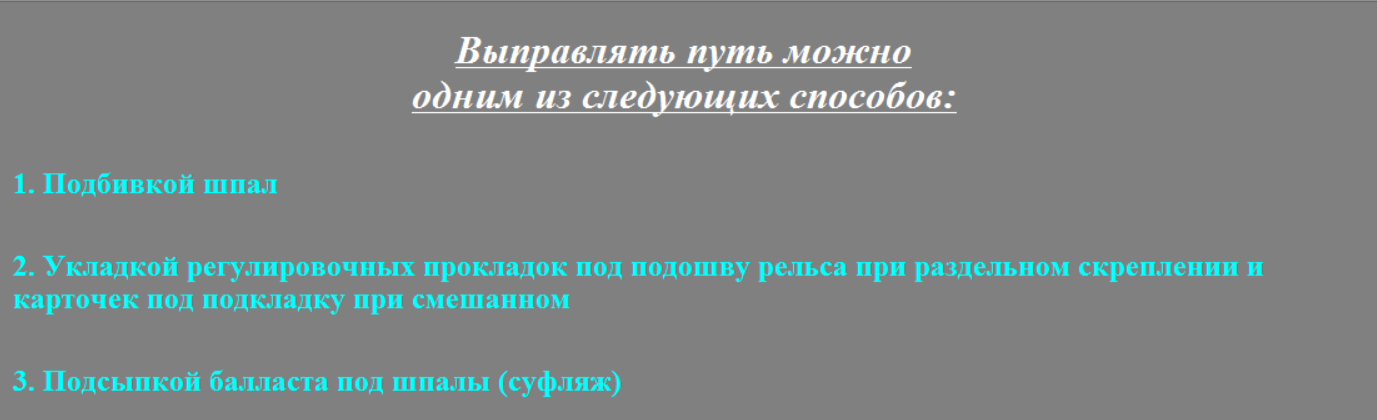 Выправлять путь можно
одним из следующих способов:
1. Подбивкой шпал
2. Укладкой регулировочных прокладок под подошву рельса при раздельном скреплении и
карточек под подкладку при смешанном
3. Подсыпкой балласта под шпалы (суфляж)